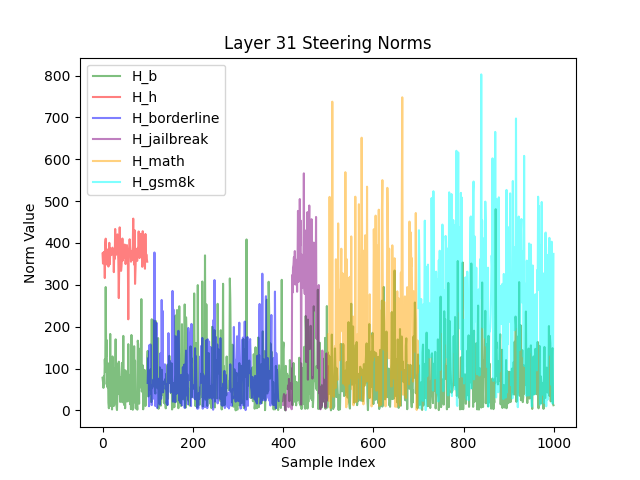 Layer 31 Steering Norms
H_b
H_h
H_borderline
H_jailbreak
H_math
H_gsm8k
Norm Value
800
700
600
500
400
300
200
100
0
0 200 400 600 800 1000
Sample Index